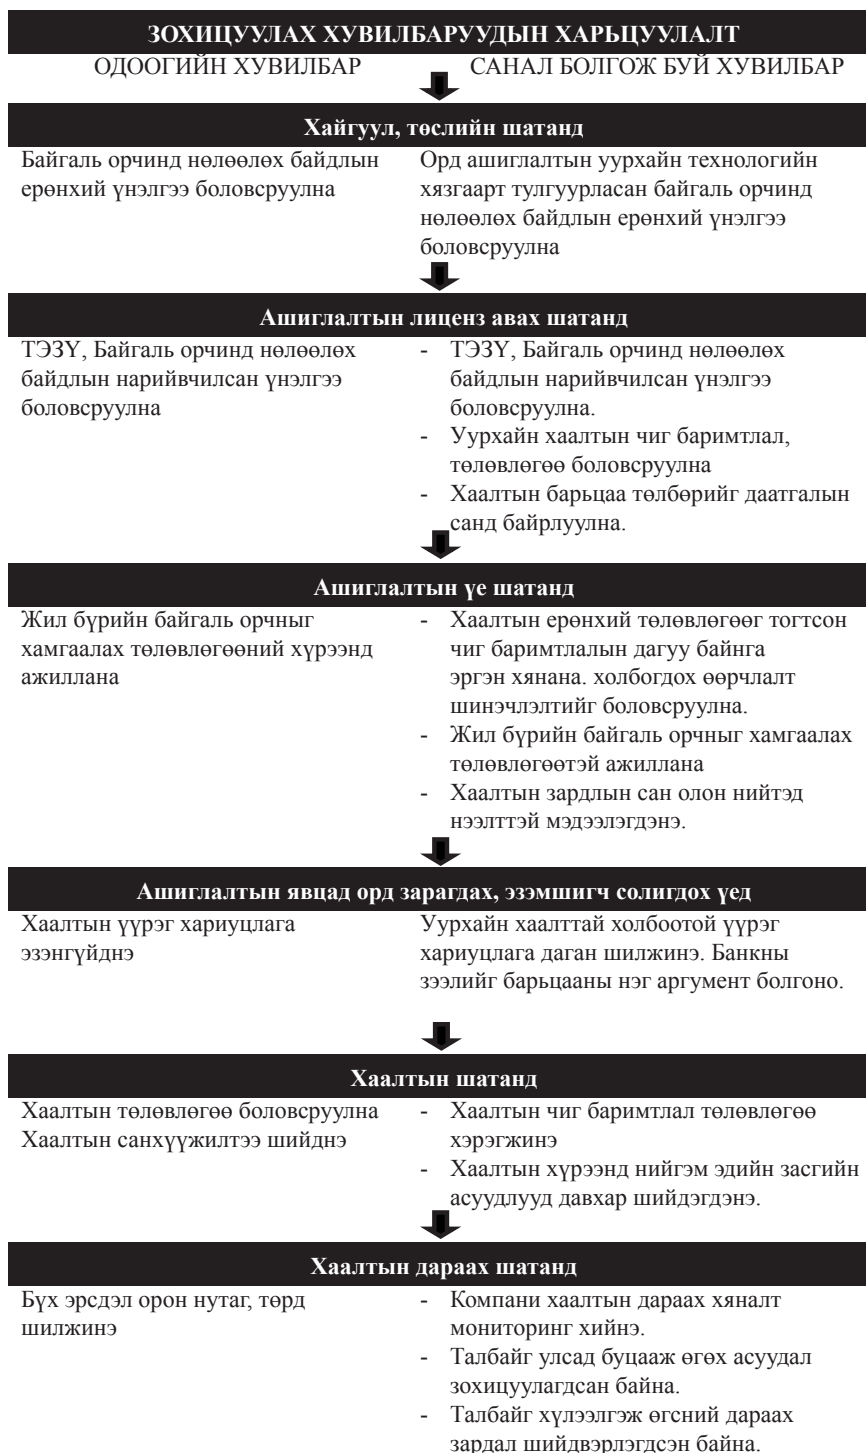 ЗОХИЦУУЛАХ ХУВИЛБАРУУДЫН ХАРЬЦУУЛАЛТ
ОДООГИЙН ХУВИЛБАР
САНАЛ БОЛГОЖ БУЙ ХУВИЛБАР
Хайгуул, төслийн шатанд
Байгаль орчинд нөлөөлөх байдлын
ерөнхий үнэлгээ боловсруулна
Орд ашиглалтын уурхайн технологийн
хязгаарт тулгуурласан байгаль орчинд
нөлөөлөх байдлын ерөнхий үнэлгээ
боловсруулна
Ашиглалтын лиценз авах шатанд
ТЭЗҮ, Байгаль орчинд нөлөөлөх
байдлын нарийвчилсан үнэлгээ
боловсруулна
- ТЭЗҮ, Байгаль орчинд нөлөөлөх
байдлын нарийвчилсан үнэлгээ
боловсруулна.
- Уурхайн хаалтын чиг баримтлал,
төлөвлөгөө боловсруулна
- Хаалтын барьцаа төлбөрийг даатгалын
санд байрлуулна.
Ашиглалтын үе шатанд
Жил бүрийн байгаль орчныг
хамгаалах төлөвлөгөөний хүрээнд
ажиллана
- Хаалтын ерөнхий төлөвлөгөөг тогтсон
чиг баримтлалын дагуу байнга
эргэн хянана. холбогдох өөрчлалт
шинэчлэлтийг боловсруулна.
- Жил бүрийн байгаль орчныг хамгаалах
төлөвлөгөөтэй ажиллана
- Хаалтын зардлын сан олон нийтэд
нээлттэй мэдээлэгдэнэ.
Ашиглалтын явцад орд зарагдах, эзэмшигч солигдох үед
Хаалтын үүрэг хариуцлага
эзэнгүйднэ
Уурхайн хаалттай холбоотой үүрэг
хариуцлага даган шилжинэ. Банкны
зээлийг барьцааны нэг аргумент болгоно.
Хаалтын шатанд
Хаалтын төлөвлөгөө боловсруулна
Хаалтын санхүүжилтээ шийднэ
- Хаалтын чиг баримтлал төлөвлөгөө
хэрэгжинэ
- Хаалтын хүрээнд нийгэм эдийн засгийн
асуудлууд давхар шийдэгдэнэ.
Хаалтын дараах шатанд
Бүх эрсдэл орон нутаг, төрд
шилжинэ
- Компани хаалтын дараах хяналт
мониторинг хийнэ.
- Талбайг улсад буцааж өгөх асуудал
зохицуулагдсан байна.
- Талбайг хүлээлгэж өгсний дараах
зардал шийдвэрлэгдсэн байна.